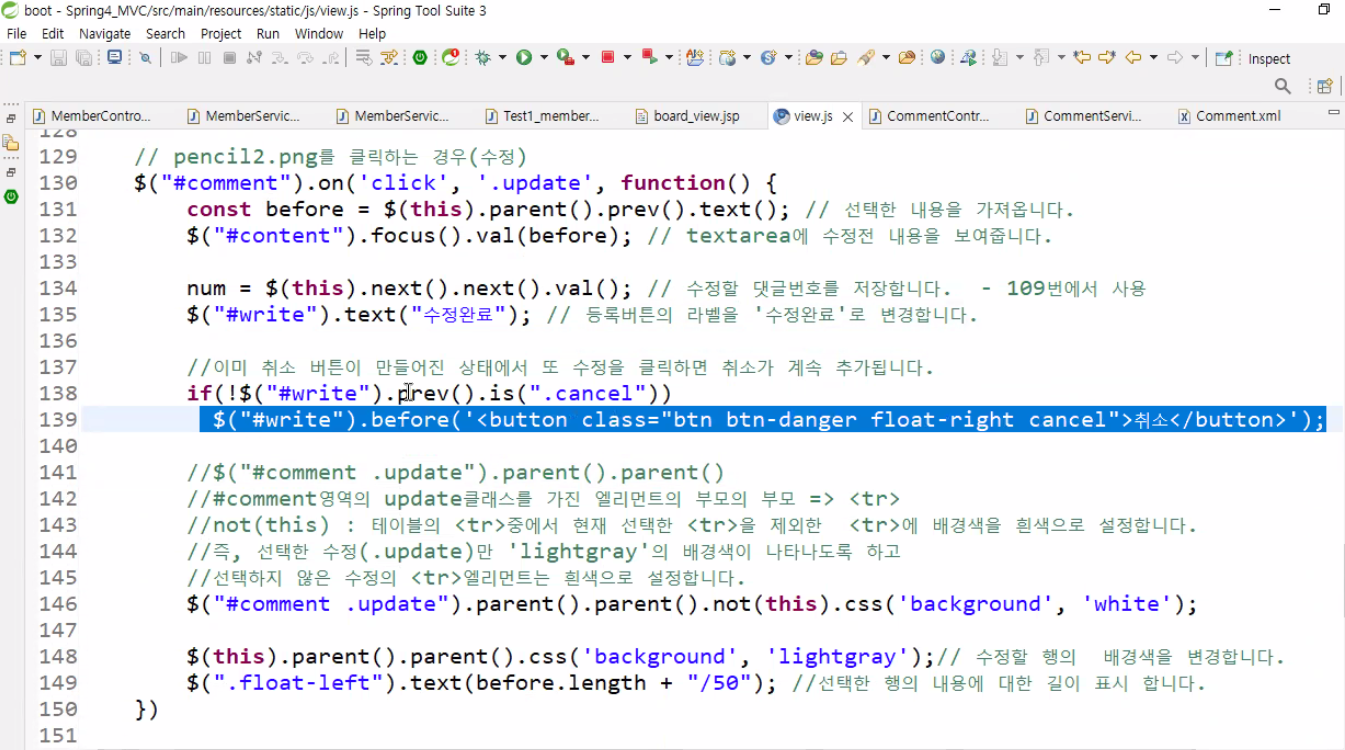 boot - Spring4_MVC/src/main/resources/static/js/view.js - Spring Tool Suite 3
File Edit Navigate Search Project Run Window Help
Inspect
MemberContro... MemberServic... MemberServic... Test1_member... board_view.jsp view.js CommentContr... CommentServi... Comment.xml
128
129 // pencil2.png를 클릭하는 경우(수정)
130 $("#comment").on('click', '.update', function() {
131 const before = $(this).parent().prev().text(); // 선택한 내용을 가져옵니다.
132 $("#content").focus().val(before); // textarea에 수정전 내용을 보여줍니다.
133
134 num = $(this).next().next().val(); // 수정할 댓글번호를 저장합니다. - 109번에서 사용
135 $("#write").text("수정완료"); // 등록버튼의 라벨을 '수정완료'로 변경합니다.
136
137 //이미 취소 버튼이 만들어진 상태에서 또 수정을 클릭하면 취소가 계속 추가됩니다.
138 if(!$("#write").prev().is(".cancel"))
139 $("#write").before('<button class="btn btn-danger float-right cancel">취소</button>');
140
141 //$("#comment .update").parent().parent()
142 //#comment영역의 update클래스를 가진 엘리먼트의 부모의 부모 => <tr>
143 //not(this) : 테이블의 <tr>중에서 현재 선택한 <tr>을 제외한 <tr>에 배경색을 흰색으로 설정합니다.
144 //즉, 선택한 수정(.update)만 'lightgray'의 배경색이 나타나도록 하고
145 //선택하지 않은 수정의 <tr>엘리먼트는 흰색으로 설정합니다.
146 $("#comment .update").parent().parent().not(this).css('background', 'white');
147
148 $(this).parent().parent().css('background', 'lightgray');// 수정할 행의 배경색을 변경합니다.
149 $(".float-left").text(before.length + "/50"); //선택한 행의 내용에 대한 길이 표시 합니다.
150 })
151